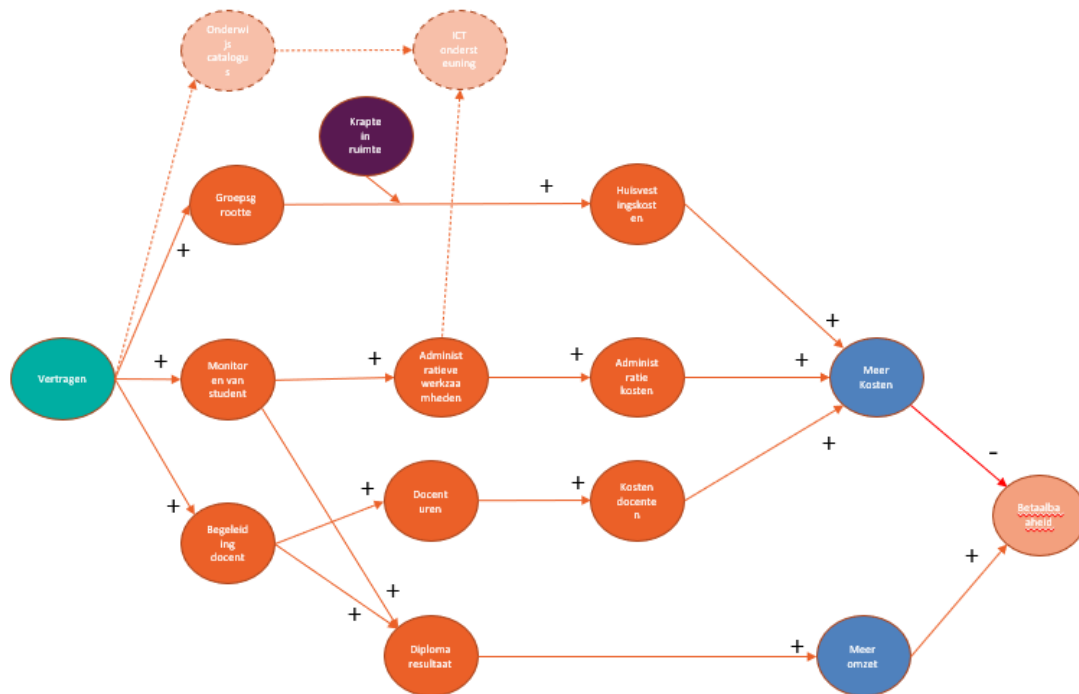 Onderwi
js
catalogu
s
ICT
onderst
euning
Krapte
in
ruimte
Groepsg
rootte
+
+
Huisvest
ingskost
en
+
Vertragen
+
Monitor
en van
student
+
Administ
ratieve
werkzaa
mheden
+
Administ
ratie
kosten
+
Meer
Kosten
+
Begeleid
ing
docent
+
Docent
uren
+
Kosten
docente
n
+
-
Betaalba
aheid
+
+
+
Diploma
resultaat
+
Meer
omzet